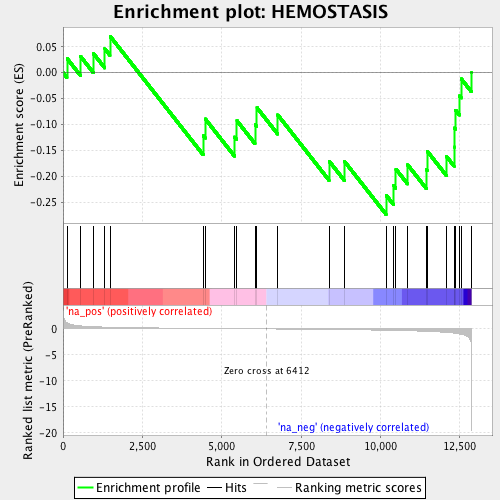 Enrichment plot: HEMOSTASIS
Enrichment score (ES)
0.05
0.00
-0.05
-0.10
-0.15
-0.20
-0.25
'na_pos' (positively correlated)
Ranked list metric (PreRanked)
0
-5
-10
-15
-20
Zero cross at 6412
'na_neg' (negatively correlated)
0
2,500
5,000
7,500
10,000
12,500
Rank in Ordered Dataset
Enrichment profile
Hits
Ranking metric scores